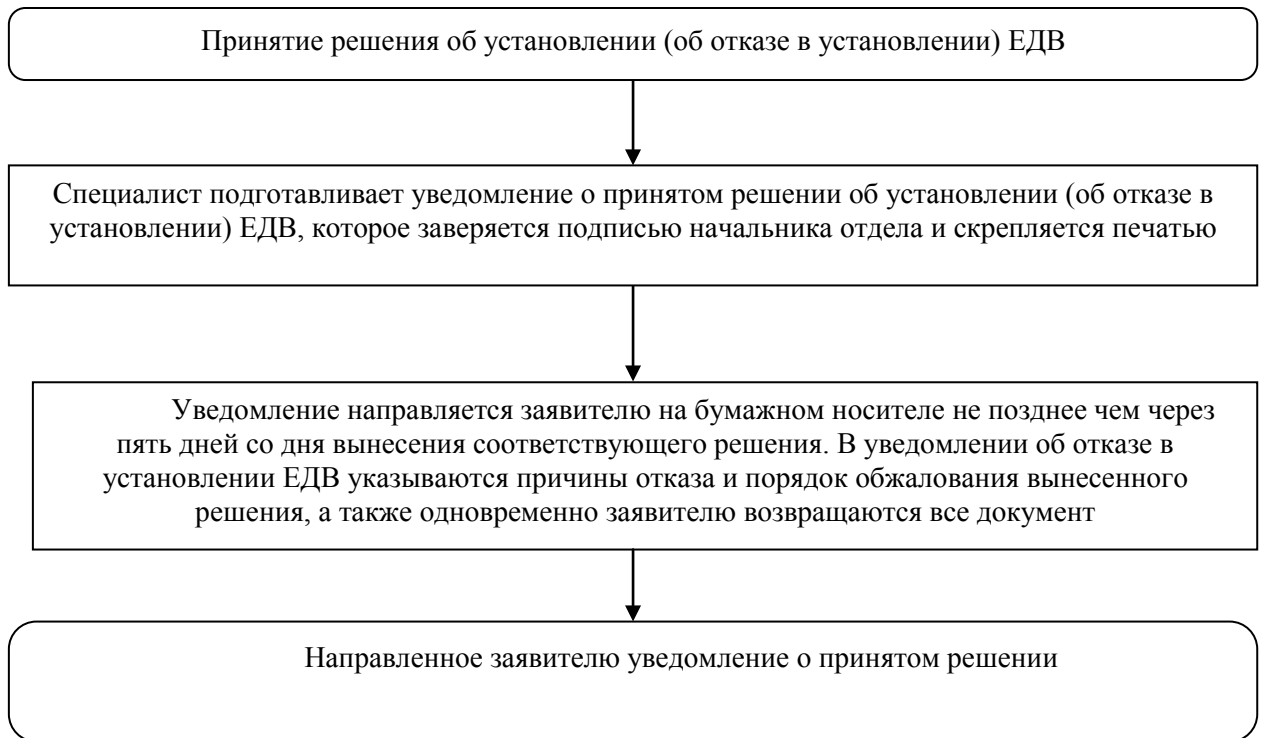 Принятие решения об установлении (об отказе в установлении) ЕДВ
Специалист подготавливает уведомление о принятом решении об установлении (об отказе в
установлении) ЕДВ, которое заверяется подписью начальника отдела и скрепляется печатью
Уведомление направляется заявителю на бумажном носителе не позднее чем через
пять дней со дня вынесения соответствующего решения. В уведомлении об отказе в
установлении ЕДВ указываются причины отказа и порядок обжалования вынесенного
решения, а также одновременно заявителю возвращаются все документ
Направленное заявителю уведомление о принятом решении